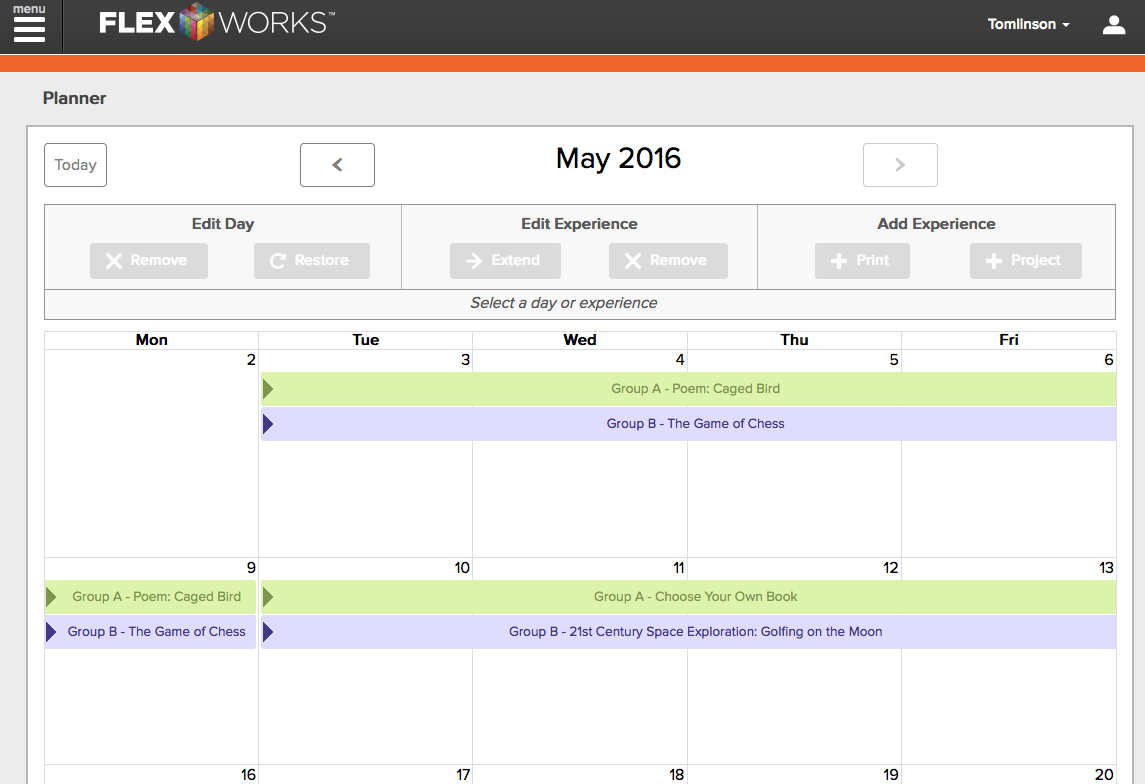 menu
FLEXWORKS™
Tomlinson
Planner
Today
May 2016
Edit Day
Edit Experience
Add Experience
Remove
Restore
Extend
Remove
Print
Project
Select a day or experience
Mon Tue Wed Thu Fri
2 3 4 5 6
Group A - Poem: Caged Bird
Group B - The Game of Chess
9 10 11 12 13
Group A - Poem: Caged Bird
Group A - Choose Your Own Book
Group B - The Game of Chess
Group B - 21st Century Space Exploration: Golfing on the Moon
16 17 18 19 20